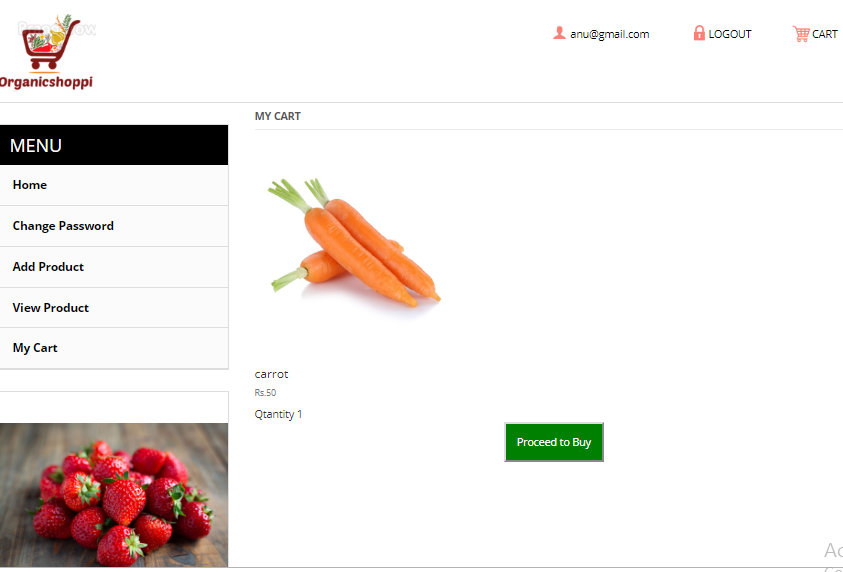 Organicshoppi
anu@gmail.com
LOGOUT
CART
MENU
Home
Change Password
Add Product
View Product
My Cart
MY CART
carrot
Rs.50
Qtantity 1
Proceed to Buy